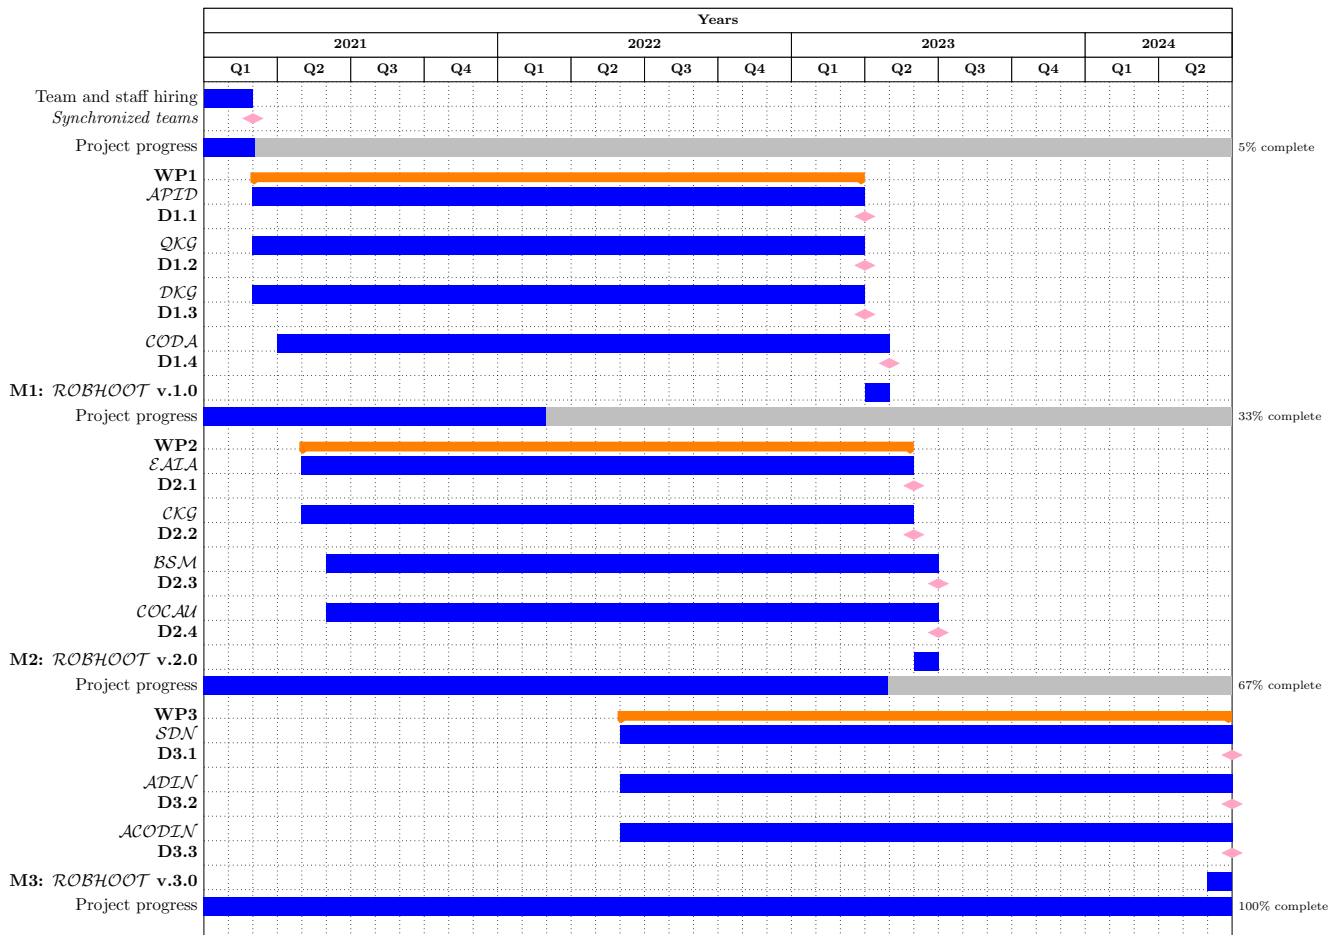 Years
2021 2022 2023 2024
Q1 Q2 Q3 Q4 Q1 Q2 Q3 Q4 Q1 Q2 Q3 Q4 Q1 Q2
Team and staff hiring
Synchronized teams
Project progress 5% complete
WP1
APID
D1.1
QKG
D1.2
DKG
D1.3
CODA
D1.4
M1: ROBHOOT v.1.0
Project progress 33% complete
WP2
EAIA
D2.1
CKG
D2.2
BSM
D2.3
COCAU
D2.4
M2: ROBHOOT v.2.0
Project progress 67% complete
WP3
SDN
D3.1
ADIN
D3.2
ACODIN
D3.3
M3: ROBHOOT v.3.0
Project progress 100% complete